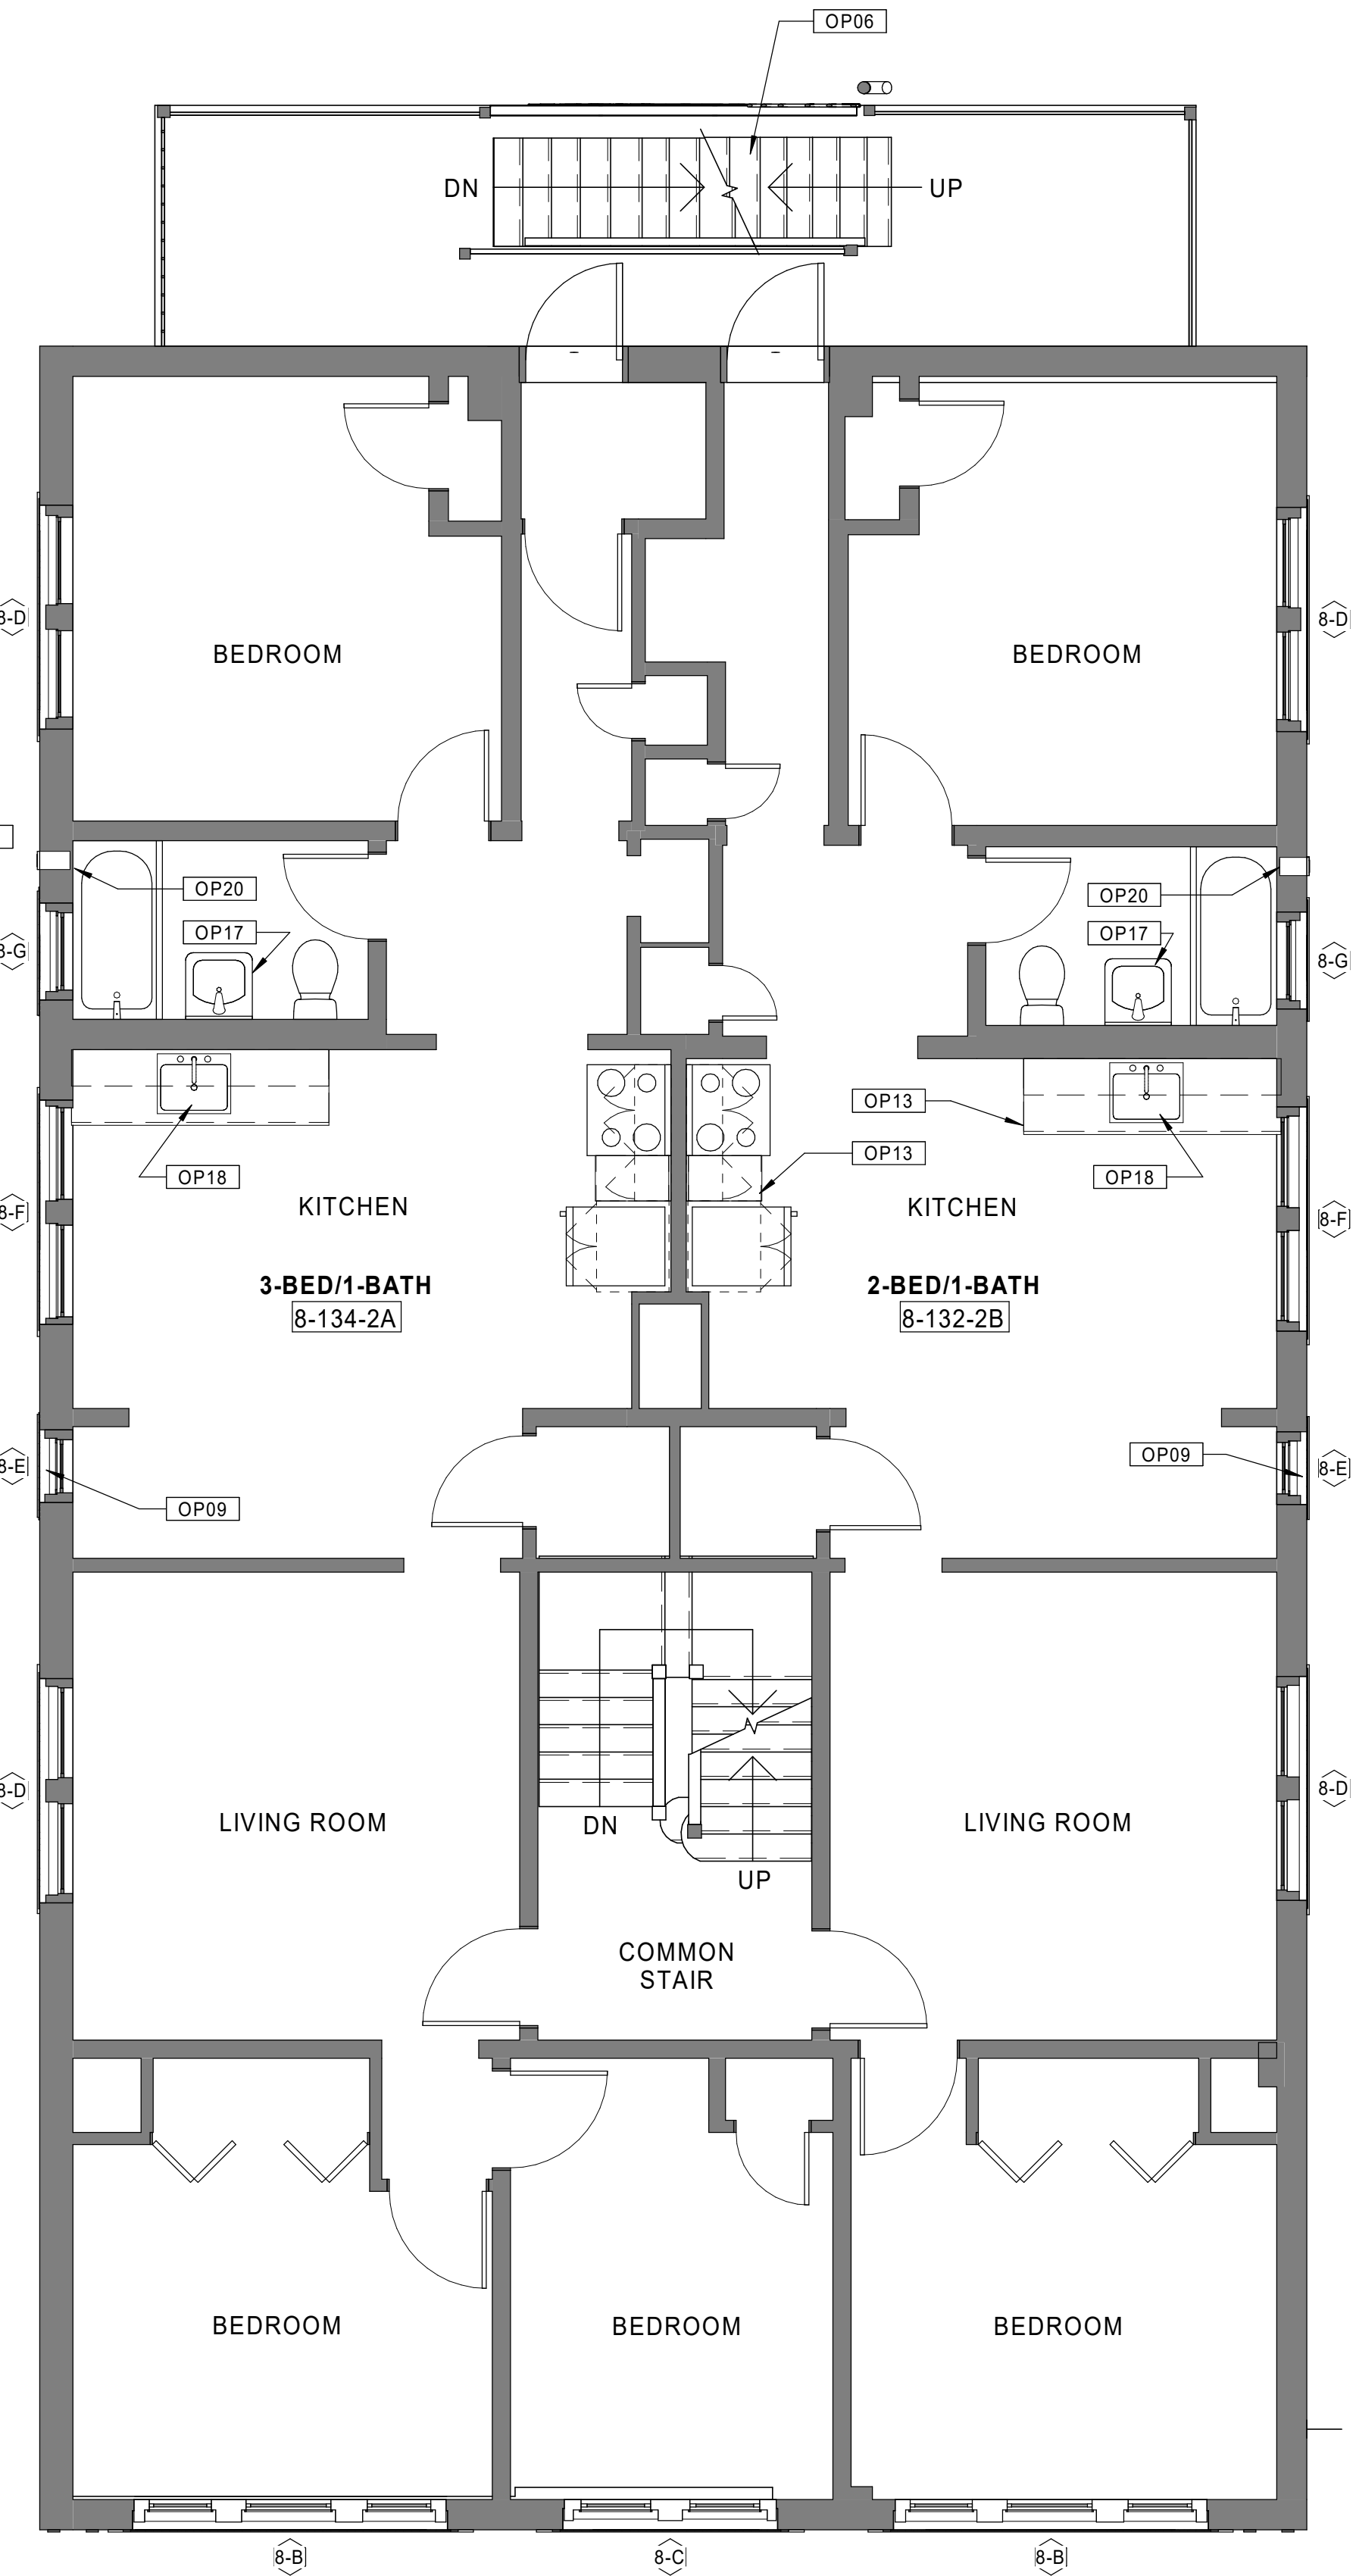 OP06
DN
UP
BEDROOM
BEDROOM
8-D
8-D
OP20
OP20
OP17
OP17
8-G
8-G
OP13
OP13
OP18
OP18
KITCHEN
KITCHEN
8-F
8-F
3-BED/1-BATH
2-BED/1-BATH
8-134-2A
8-132-2B
8-E
OP09
8-E
OP09
8-D
8-D
LIVING ROOM
LIVING ROOM
DN
UP
COMMON
STAIR
BEDROOM
BEDROOM
BEDROOM
8-B
8-C
8-B